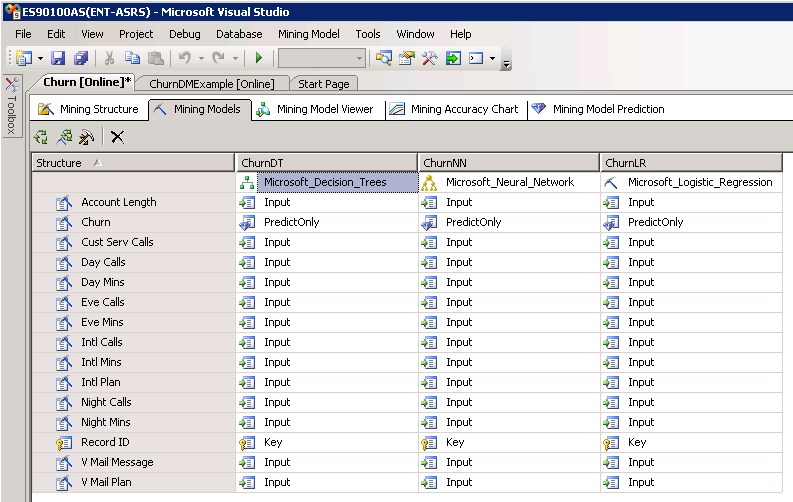 ES90100AS(ENT-ASRS) - Microsoft Visual Studio
File Edit View Project Debug Database Mining Model Tools Window Help
Churn [Online]* ChurnDMExample [Online] Start Page
Toolbox
Mining Structure Mining Models Mining Model Viewer Mining Accuracy Chart Mining Model Prediction
Structure ChurnDT ChurnNN ChurnLR
Microsoft_Decision_Trees Microsoft_Neural_Network Microsoft_Logistic_Regression
Account Length Input Input Input
Churn PredictOnly PredictOnly PredictOnly
Cust Serv Calls Input Input Input
Day Calls Input Input Input
Day Mins Input Input Input
Eve Calls Input Input Input
Eve Mins Input Input Input
Intl Calls Input Input Input
Intl Mins Input Input Input
Intl Plan Input Input Input
Night Calls Input Input Input
Night Mins Input Input Input
Record ID Key Key Key
V Mail Message Input Input Input
V Mail Plan Input Input Input